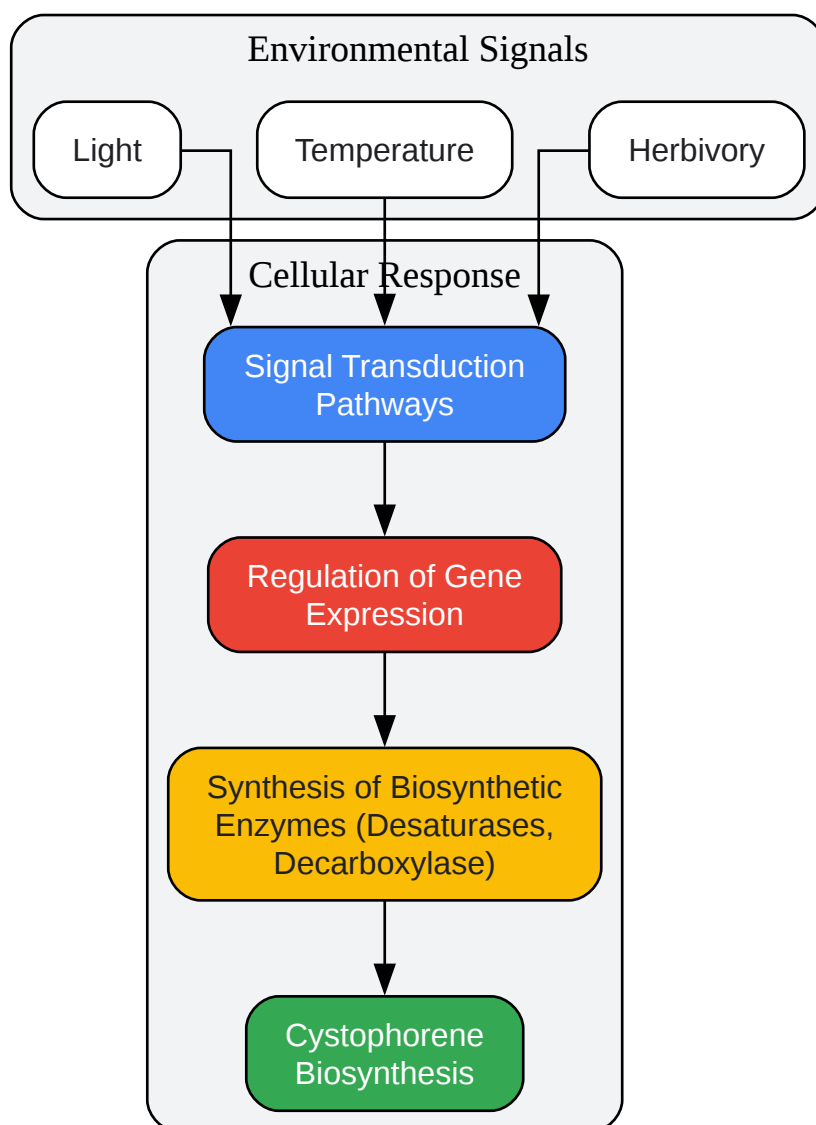 Environmental Signals
Light
Temperature
Herbivory
Cellular Response
Signal Transduction
Pathways
Regulation of Gene
Expression
Synthesis of Biosynthetic
Enzymes (Desaturases,
Decarboxylase)
Cystophorene
Biosynthesis